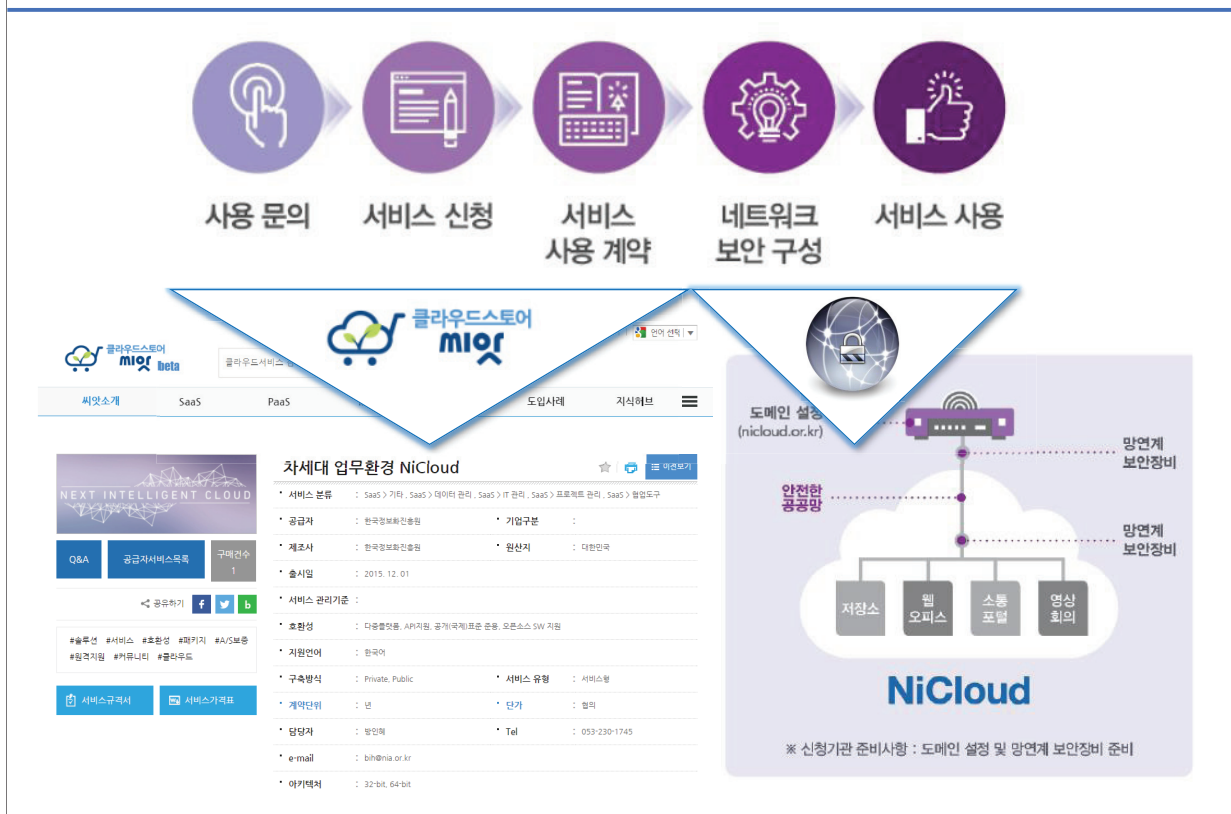 사용 문의
서비스 신청
서비스
사용 계약
네트워크
보안 구성
서비스 사용
클라우드스토어
씨앗
언어 선택
클라우드스토어
씨앗 beta
클라우드서비스
씨앗소개
SaaS
PaaS
도입사례
지식허브
NEXT INTELLIGENT CLOUD
Q&A
공급자서비스목록
구매건수
1
공유하기
#솔루션 #서비스 #호환성 #패키지 #A/S보증
#원격지원 #커뮤니티 #클라우드
서비스규격서
서비스가격표
차세대 업무환경 NiCloud
미리보기
• 서비스 분류 : SaaS > 기타 , SaaS > 데이터 관리 , SaaS > IT 관리 , SaaS > 프로젝트 관리 , SaaS > 협업도구
• 공급자 : 한국정보화진흥원 • 기업구분 :
• 제조사 : 한국정보화진흥원 • 원산지 : 대한민국
• 출시일 : 2015. 12. 01
• 서비스 관리기준 :
• 호환성 : 다중플랫폼, API지원, 공개(국제)표준 준용, 오픈소스 SW 지원
• 지원언어 : 한국어
• 구축방식 : Private, Public • 서비스 유형 : 서비스형
• 계약단위 : 년 • 단가 : 협의
• 담당자 : 방인혜 • Tel : 053-230-1745
• e-mail : bih@nia.or.kr
• 아키텍처 : 32-bit, 64-bit
도메인 설정
(nicloud.or.kr)
망연계
보안장비
안전한
공공망
망연계
보안장비
저장소
웹
오피스
소통
포털
영상
회의
NiCloud
※ 신청기관 준비사항 : 도메인 설정 및 망연계 보안장비 준비